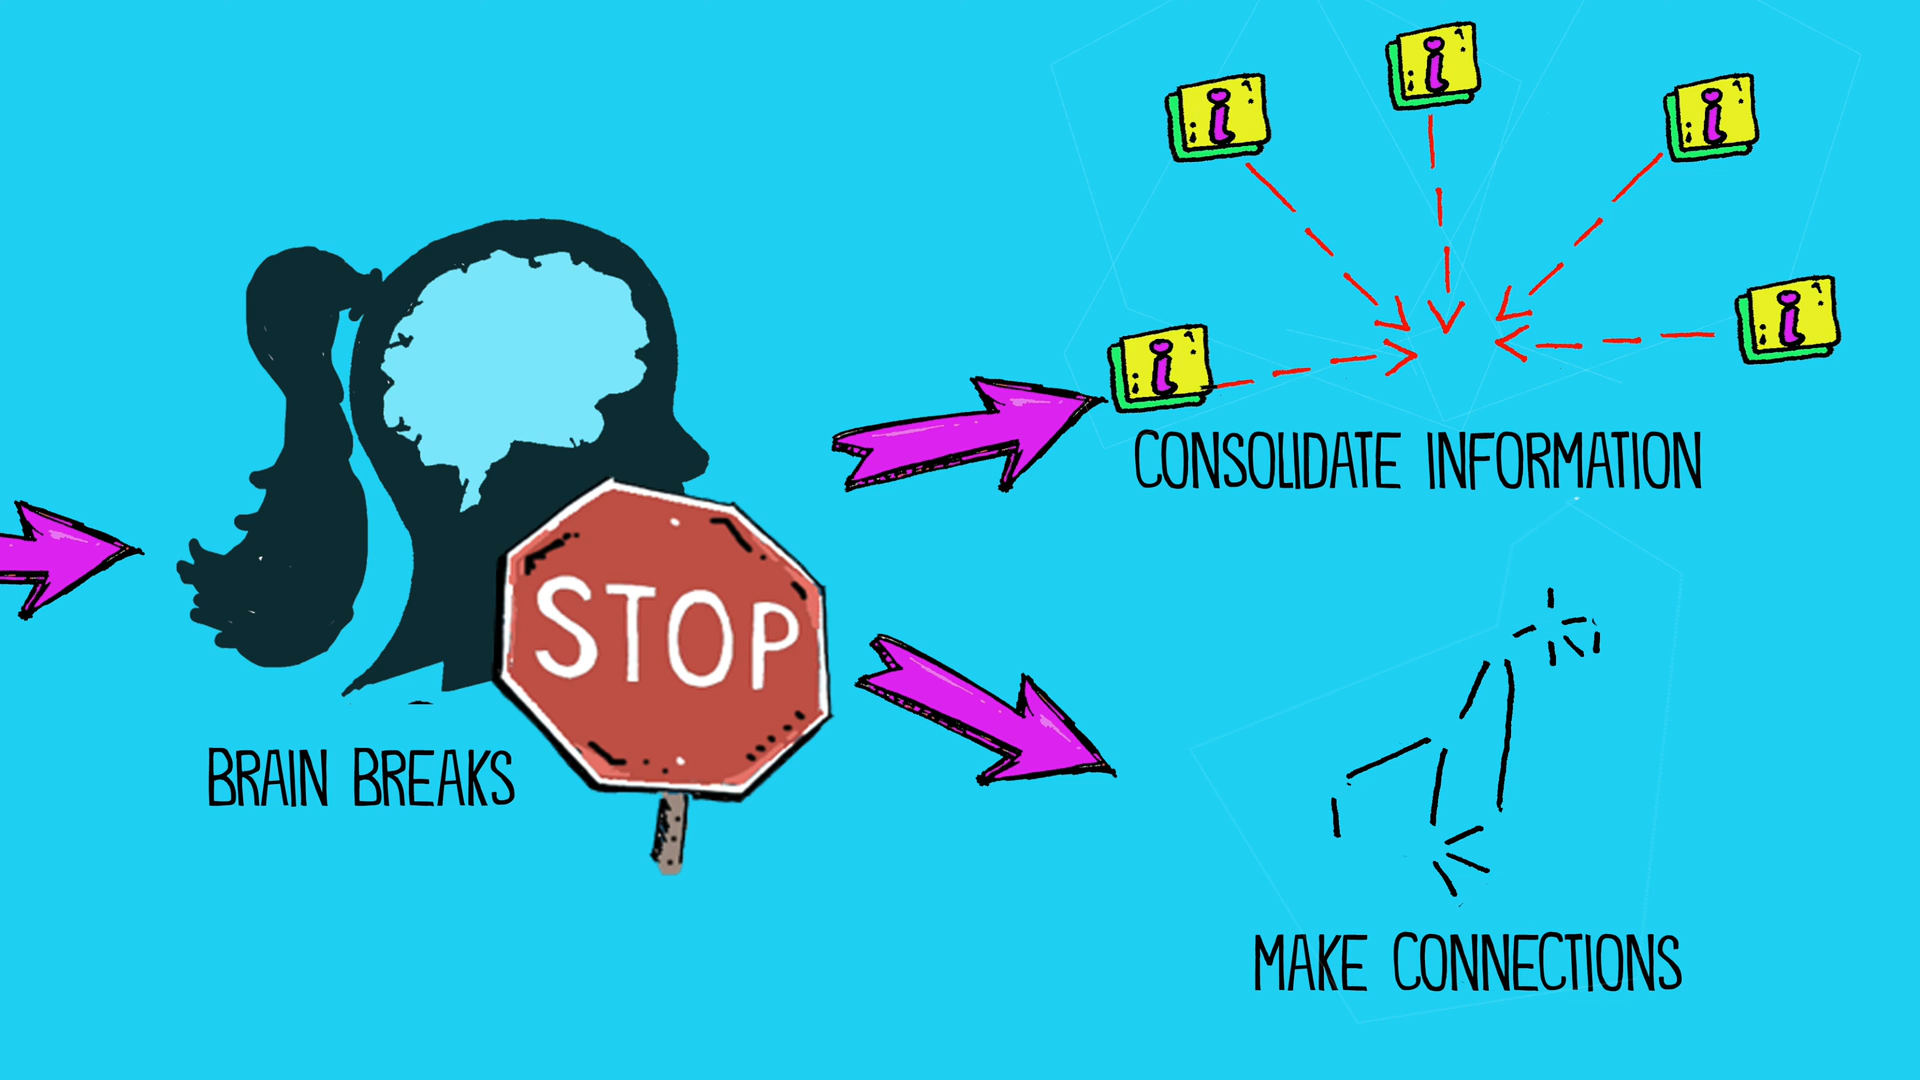 i
i
i
i
i
CONSOLIDATE INFORMATION
STOP
BRAIN BREAKS
MAKE CONNECTIONS